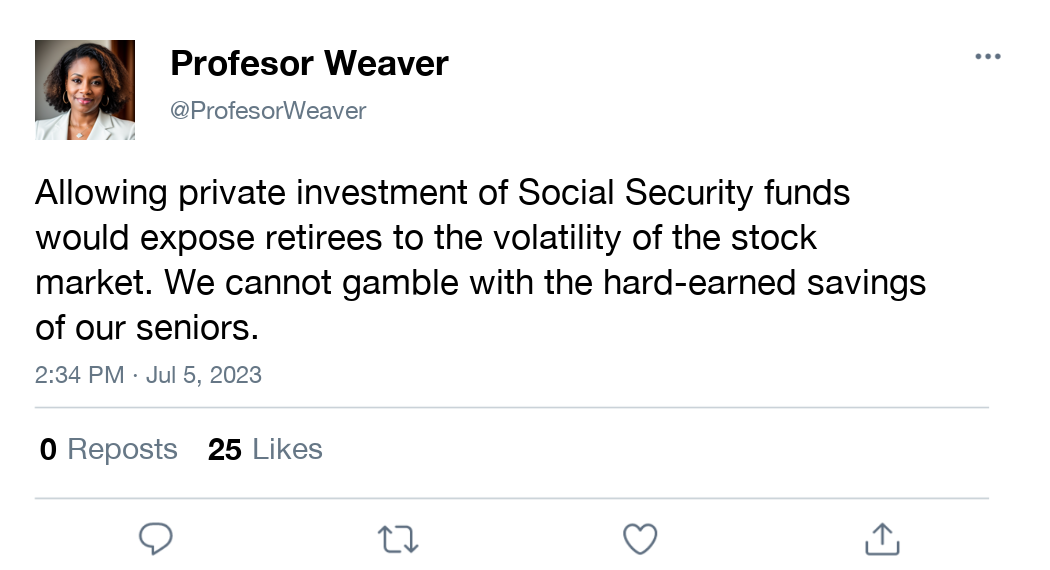 Profesor Weaver
@ProfesorWeaver
Allowing private investment of Social Security funds
would expose retirees to the volatility of the stock
market. We cannot gamble with the hard-earned savings
of our seniors.
2:34 PM · Jul 5, 2023
0 Reposts 25 Likes